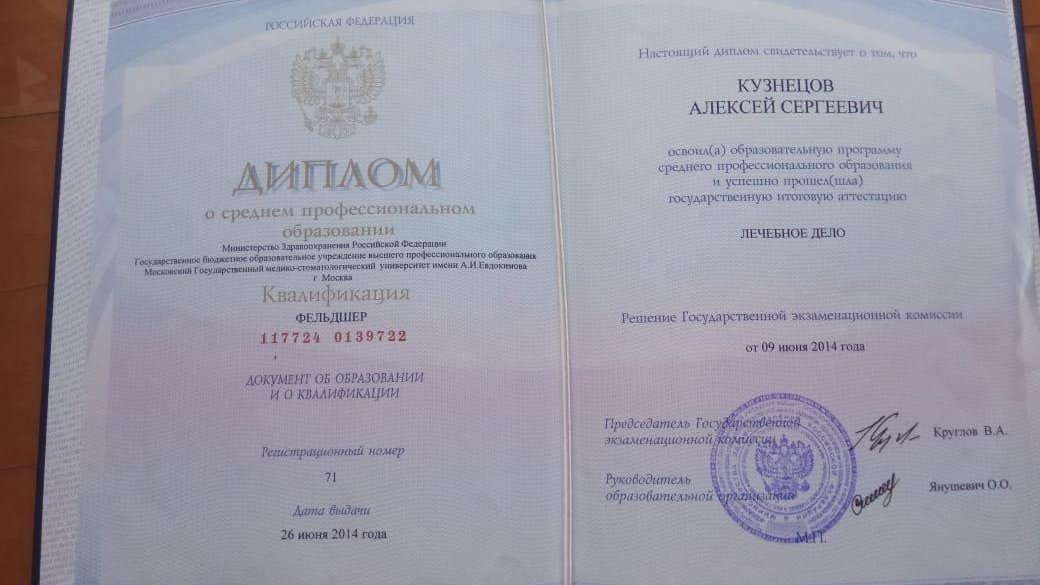 РОССИЙСКАЯ ФЕДЕРАЦИЯ
ДИПЛОМ
о среднем профессиональном
образовании
Министерство Здравоохранения Российской Федерации
Государственное бюджетное образовательное учреждение высшего профессионального образования
Московский Государственный медико-стоматологический университет имени А.И.Евдокимова
г Москва
Квалификация
ФЕЛЬДШЕР
117724 0139722
ДОКУМЕНТ ОБ ОБРАЗОВАНИИ
И О КВАЛИФИКАЦИИ
Регистрационный номер
71
Дата выдачи
26 июня 2014 года
Настоящий диплом свидетельствует о том, что
КУЗНЕЦОВ
АЛЕКСЕЙ СЕРГЕЕВИЧ
освоил(а) образовательную программу
среднего профессионального образования
и успешно прошел(шла)
государственную итоговую аттестацию
ЛЕЧЕБНОЕ ДЕЛО
Решение Государственной экзаменационной комиссии
от 09 июня 2014 года
Председатель Государственной
экзаменационной комиссии
Круглов В.А.
Руководитель
образовательной организации
Янушевич О.О.
М.П.